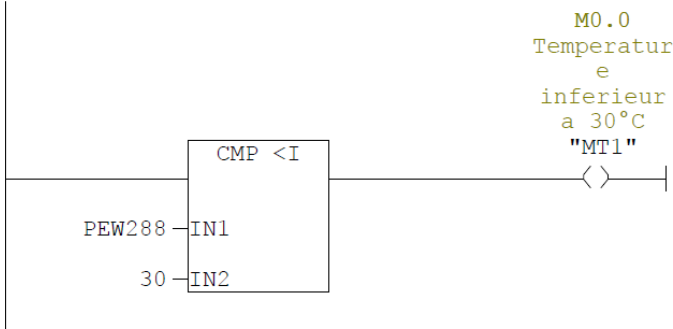 M0.0
Temperatur
e
inferieur
a 30°C
"MT1"
CMP <I
PEW288 IN1
30 IN2